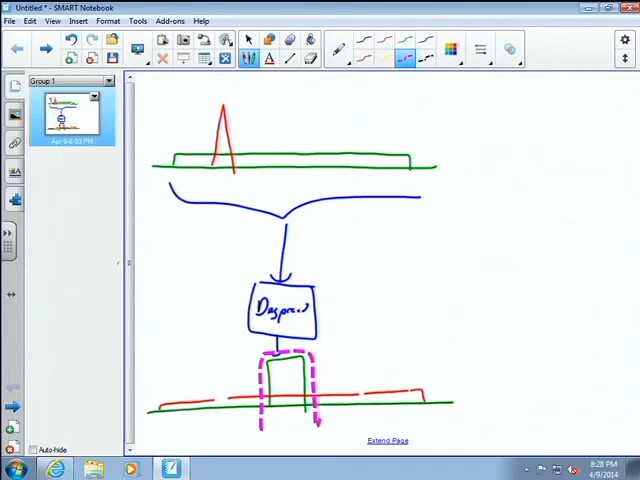 Untitled * - SMART Notebook
File Edit View Insert Format Tools Add-ons Help
Group 1
Apr 9-8:03 PM
Despread
Extend Page
Auto-hide
8:28 PM
4/9/2014